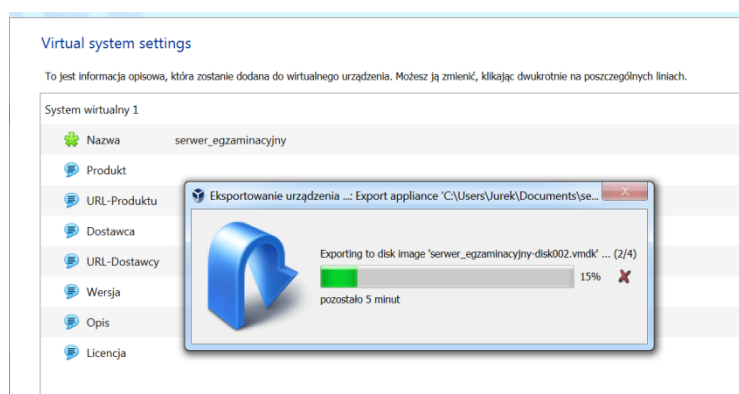 Virtual system settings
To jest informacja opisowa, która zostanie dodana do wirtualnego urządzenia. Możesz ją zmienić, klikając dwukrotnie na poszczególnych liniach.
System wirtualny 1
Nazwa serwer_egzaminacyjny
Produkt
URL-Produktu
Dostawca
URL-Dostawcy
Wersja
Opis
Licencja
Eksportowanie urządzenia ...: Export appliance 'C:\Users\Jurek\Documents\se...
Exporting to disk image 'serwer_egzaminacyjny-disk002.vmdk' ... (2/4)
15%
pozostało 5 minut